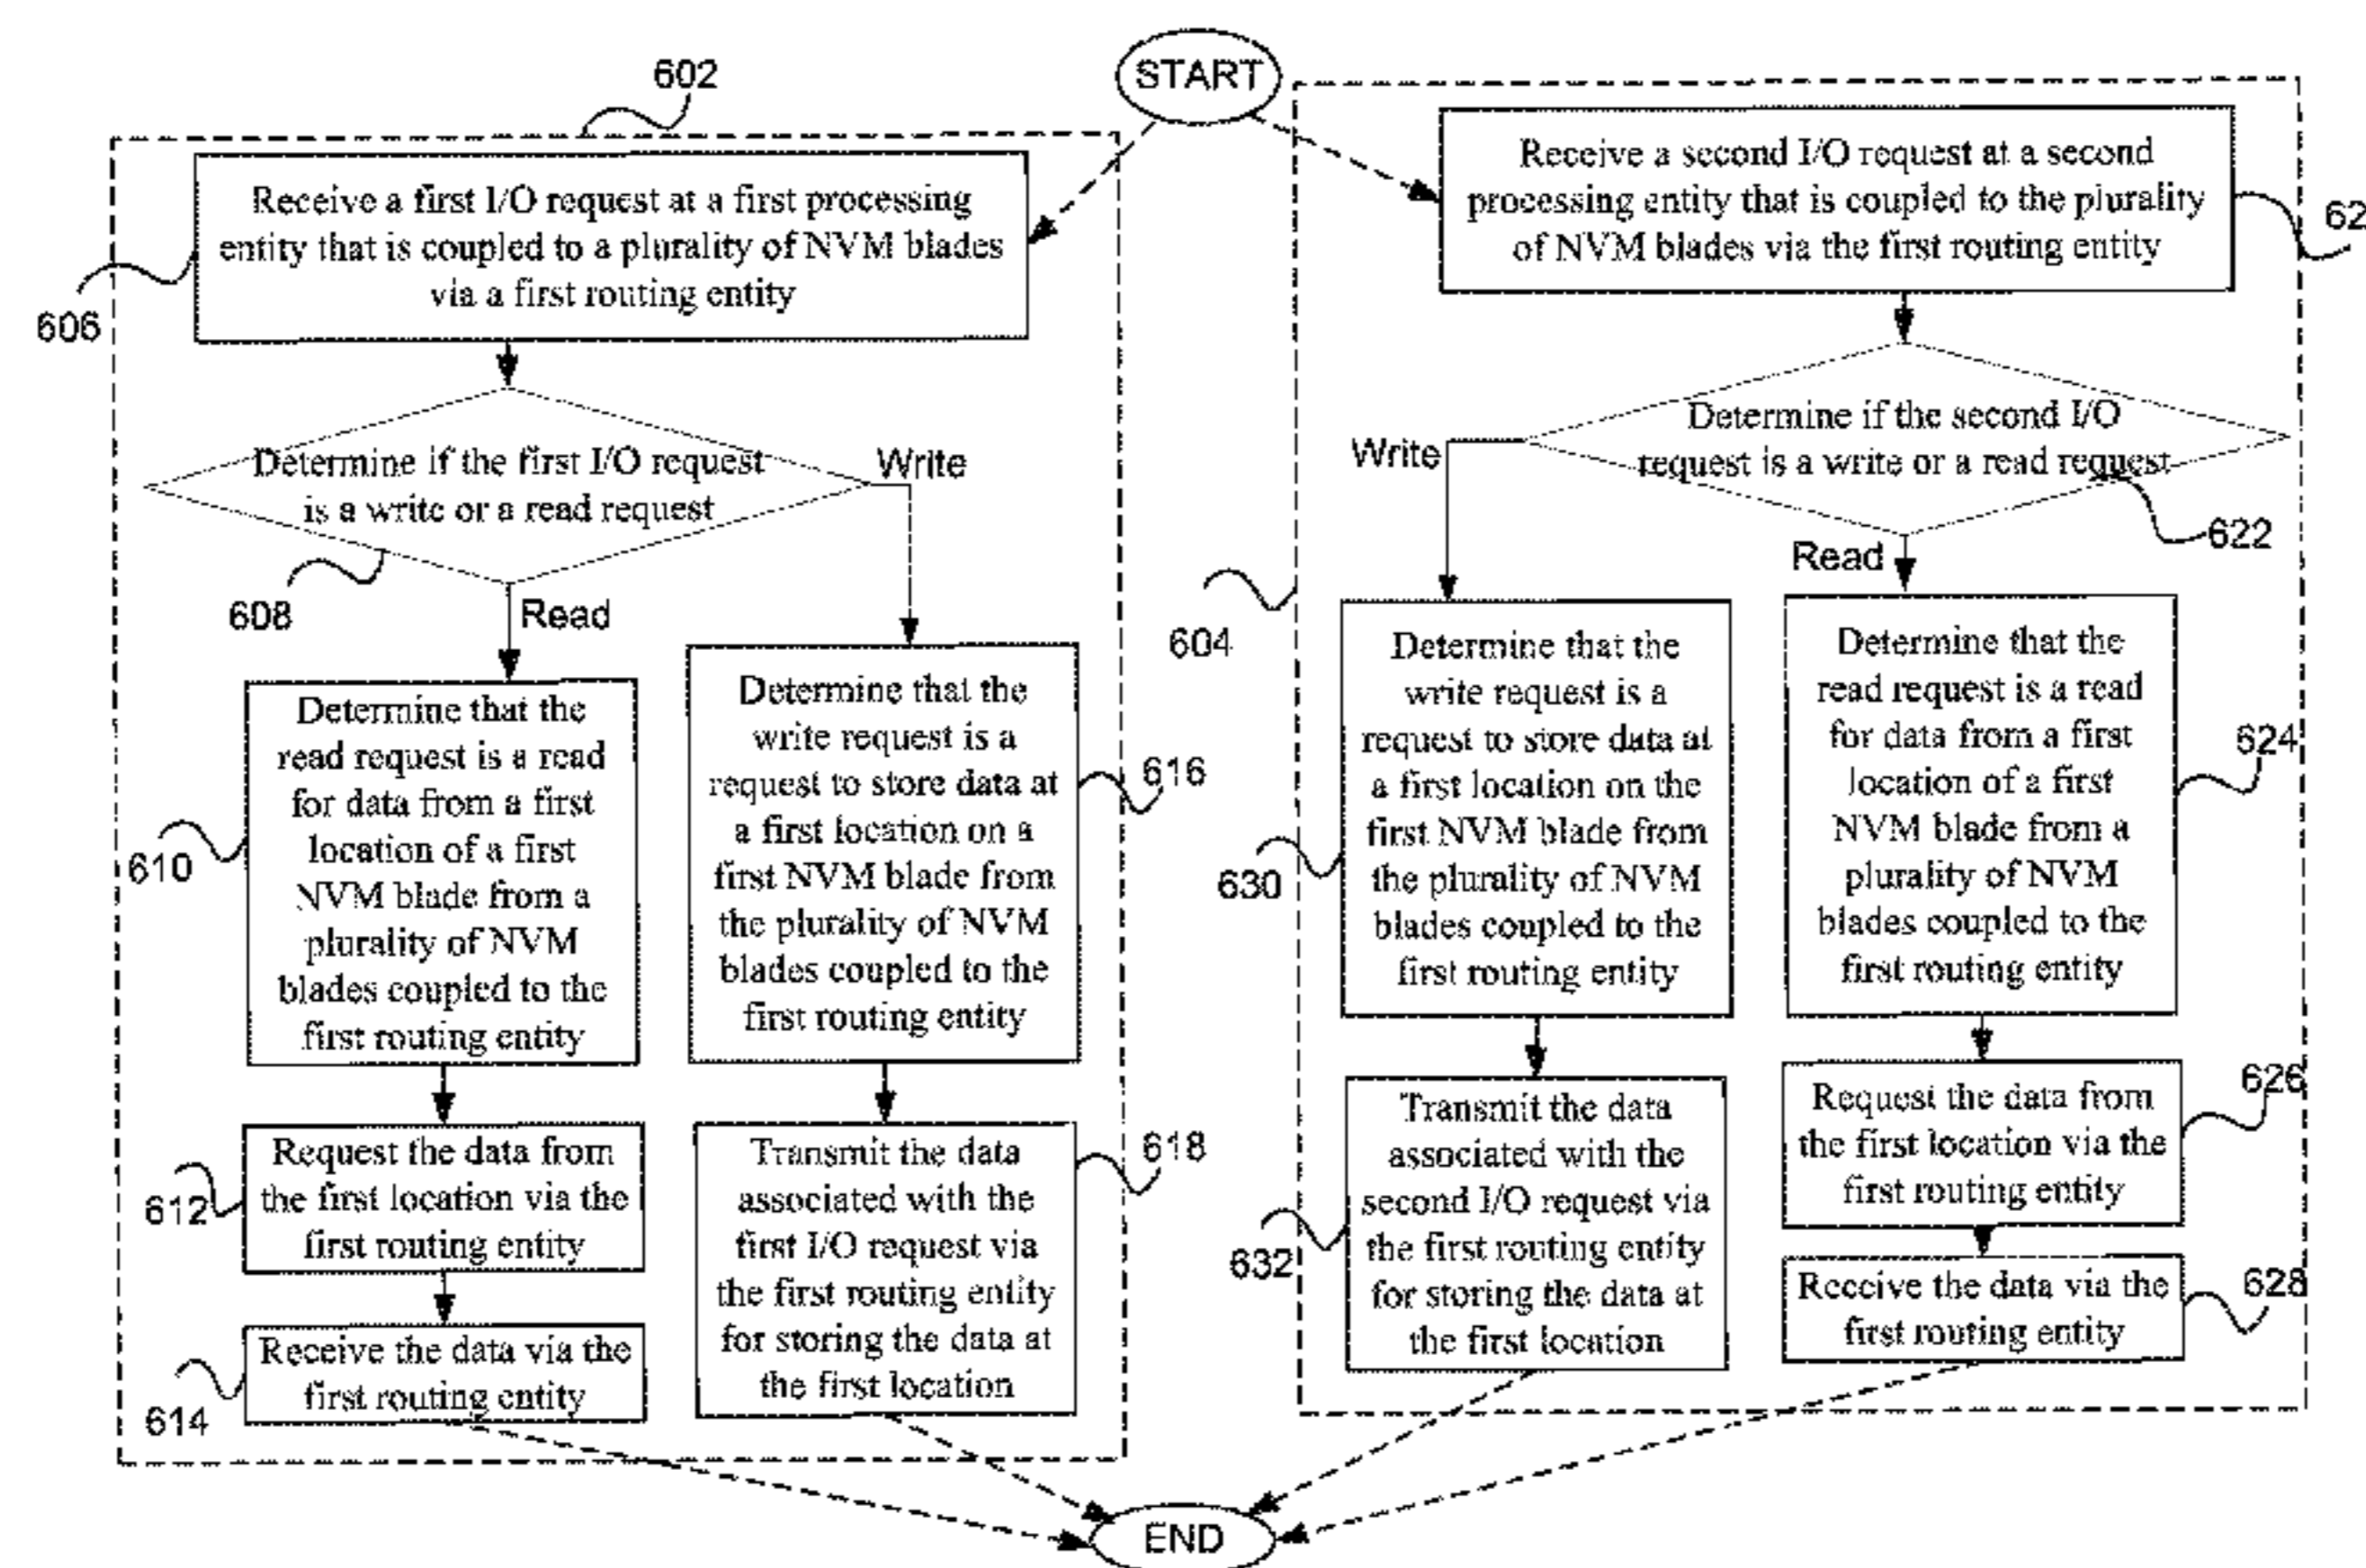 START
602
Receive a first I/O request at a first processing
entity that is coupled to a plurality of NVM blades
via a first routing entity
606
Determine if the first I/O request
is a write or a read request
Write
608
Read
Determine that the
read request is a read
for data from a first
location of a first
NVM blade from a
plurality of NVM
blades coupled to the
first routing entity
610
Determine that the
write request is a
request to store data at
a first location on a
first NVM blade from
the plurality of NVM
blades coupled to the
first routing entity
616
Request the data from
the first location via the
first routing entity
612
Receive the data via the
first routing entity
614
Transmit the data
associated with the
first I/O request via
the first routing entity
for storing the data at
the first location
618
Receive a second I/O request at a second
processing entity that is coupled to the plurality
of NVM blades via the first routing entity
62
Determine if the second I/O
request is a write or a read request
Write
622
Read
604
Determine that the
write request is a
request to store data at
a first location on the
first NVM blade from
the plurality of NVM
blades coupled to the
first routing entity
630
Determine that the
read request is a read
for data from a first
location of a first
NVM blade from a
plurality of NVM
blades coupled to the
first routing entity
624
Transmit the data
associated with the
second I/O request via
the first routing entity
for storing the data at
the first location
632
Request the data from
the first location via the
first routing entity
626
Receive the data via the
first routing entity
628
END